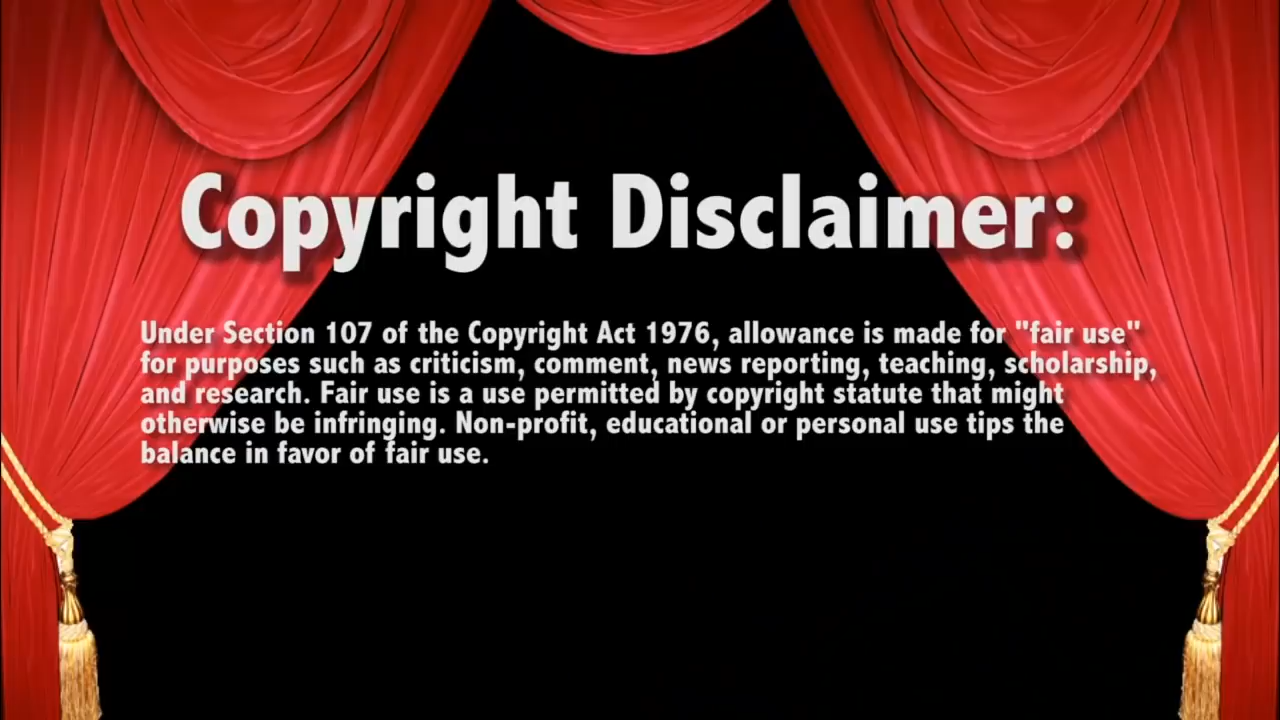 Copyright Disclaimer:
Under Section 107 of the Copyright Act 1976, allowance is made for "fair use"
for purposes such as criticism, comment, news reporting, teaching, scholarship,
and research. Fair use is a use permitted by copyright statute that might
otherwise be infringing. Non-profit, educational or personal use tips the
balance in favor of fair use.